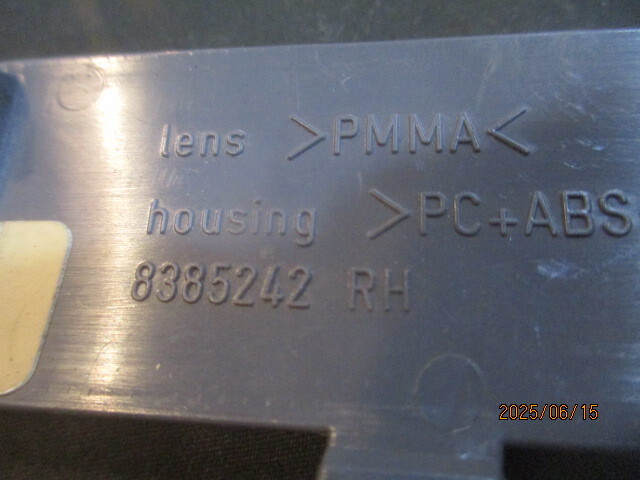 lens >PMMA<
housing >PC+ABS
8385242 RH
2025/06/15